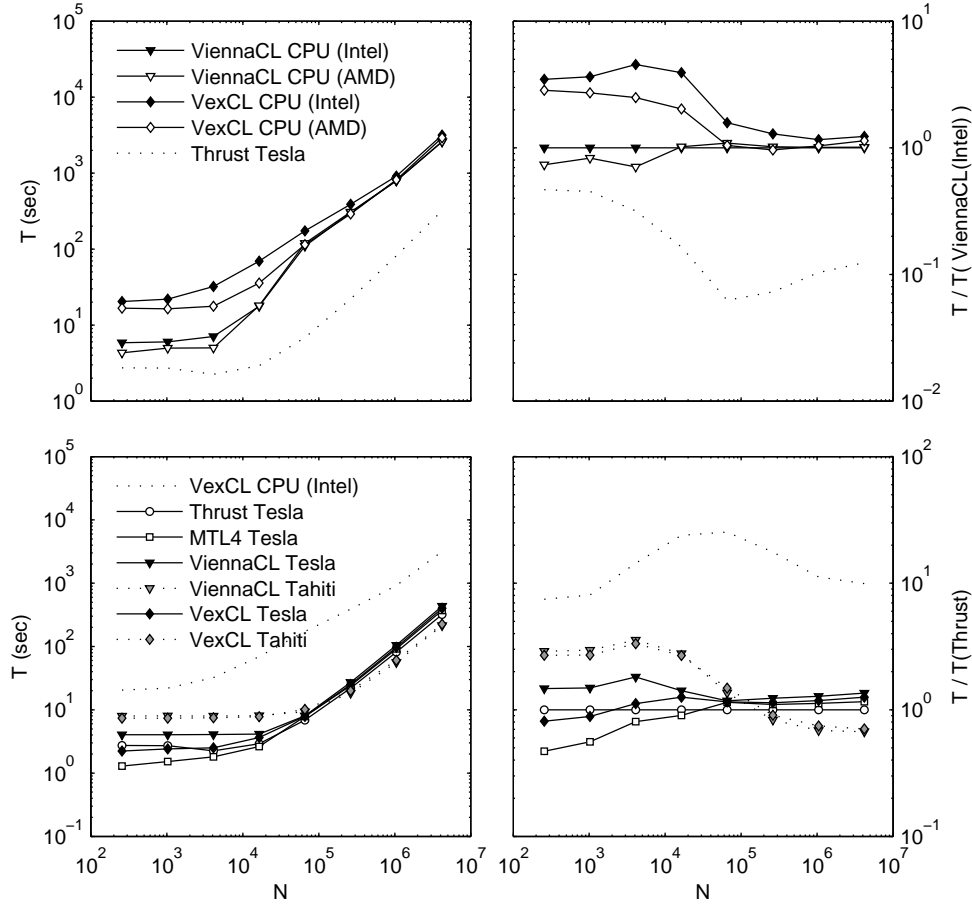 10^5
10^4
10^3
10^2
10^1
10^0
T (sec)
ViennaCL CPU (Intel)
ViennaCL CPU (AMD)
VexCL CPU (Intel)
VexCL CPU (AMD)
Thrust Tesla
10^1
10^0
10^−1
10^−2
T / T( ViennaCL(Intel) )
10^5
10^4
10^3
10^2
10^1
10^0
10^−1
T (sec)
VexCL CPU (Intel)
Thrust Tesla
MTL4 Tesla
ViennaCL Tesla
ViennaCL Tahiti
VexCL Tesla
VexCL Tahiti
10^2 10^3 10^4 10^5 10^6 10^7
N
10^2
10^1
10^0
10^−1
T / T(Thrust)
10^2 10^3 10^4 10^5 10^6 10^7
N